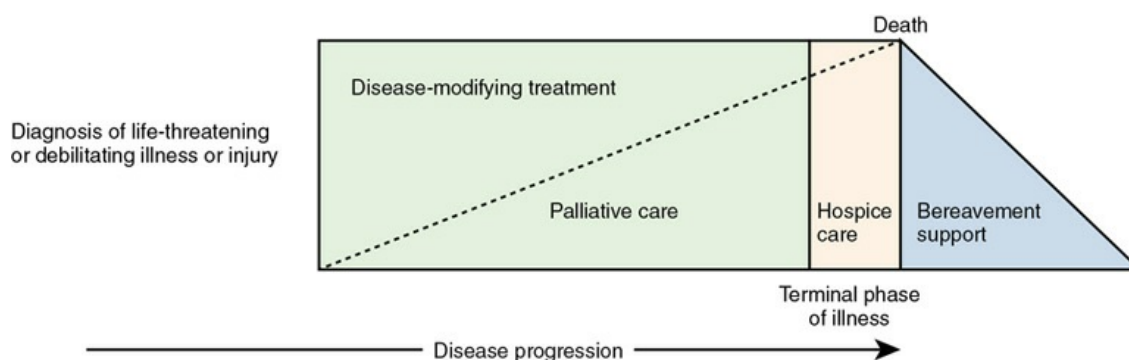 Death
Disease-modifying treatment
Diagnosis of life-threatening
or debilitating illness or injury
Palliative care
Hospice
care
Bereavement
support
Terminal phase
of illness
Disease progression